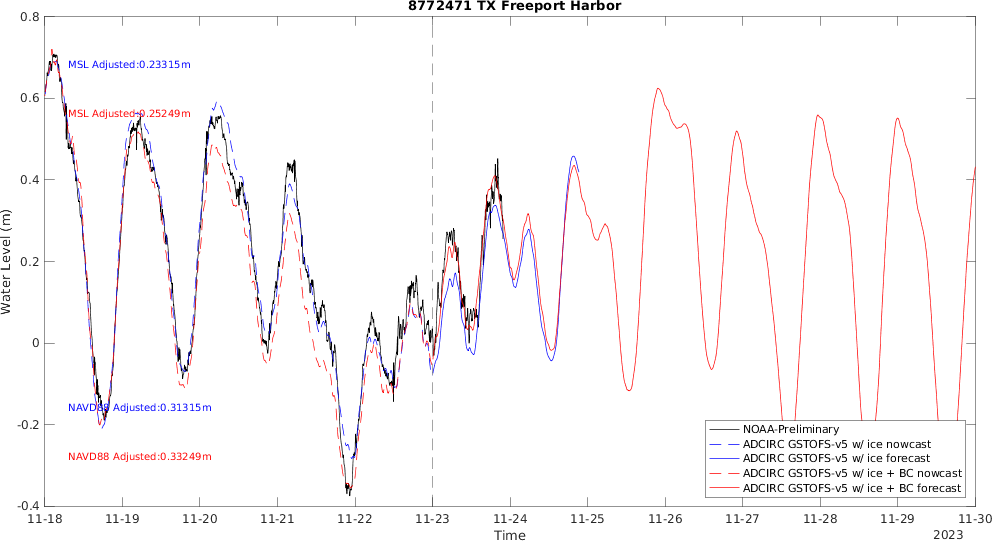 8772471 TX Freeport Harbor
0.8
MSL Adjusted:0.23315m
0.6
MSL Adjusted:0.25249m
0.4
Water Level (m)
0.2
0
NAVD88 Adjusted:0.31315m
-0.2
NAVD88 Adjusted:0.33249m
NOAA-Preliminary
ADCIRC GSTOFS-v5 w/ ice nowcast
ADCIRC GSTOFS-v5 w/ ice forecast
ADCIRC GSTOFS-v5 w/ ice + BC nowcast
ADCIRC GSTOFS-v5 w/ ice + BC forecast
-0.4
11-18 11-19 11-20 11-21 11-22 11-23 11-24 11-25 11-26 11-27 11-28 11-29 11-30
Time
2023